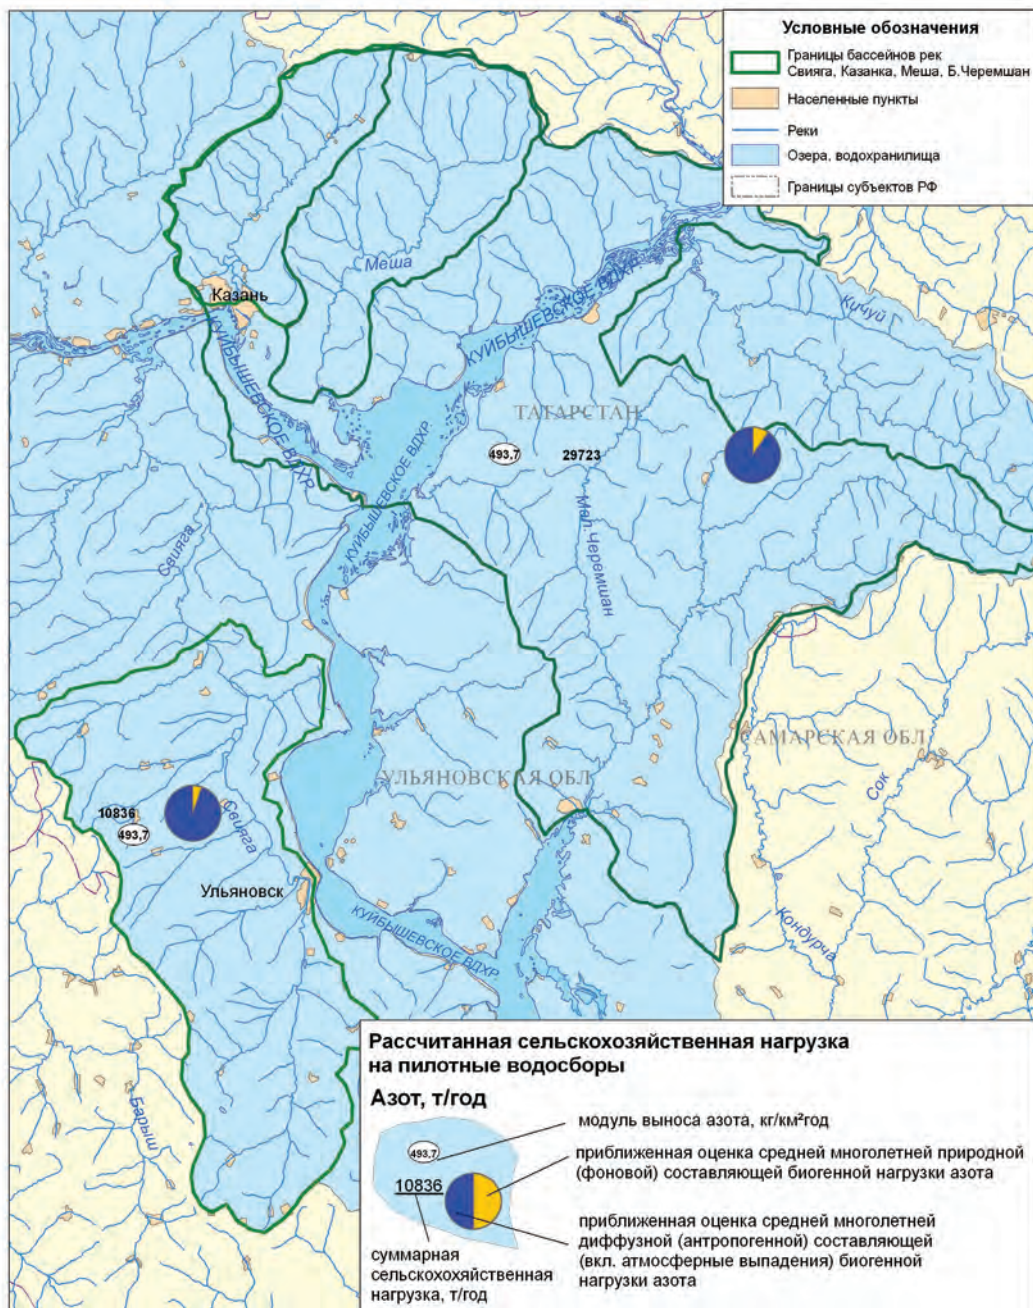 Условные обозначения
Границы бассейнов рек
Свияга, Казанка, Меша, Б.Черемшан
Населенные пункты
Реки
Озера, водохранилища
Границы субъектов РФ
Меша
Казань
КУЙБЫШЕВСКОЕ ВДХР
КУЙБЫШЕВСКОЕ ВДХР
Кичуй
ТАТАРСТАН
493,7
29723
КУЙБЫШЕВСКОЕ ВДХР
Свияга
Мал.Черемшан
САМАРСКАЯ ОБЛ
УЛЬЯНОВСКАЯ ОБЛ
Сок
10836
493,7
Свияга
Ульяновск
КУЙБЫШЕВСКОЕ ВДХР
Кондурча
Барыш
Рассчитанная сельскохозяйственная нагрузка
на пилотные водосборы
Азот, т/год
493,7
модуль выноса азота, кг/км²год
приближенная оценка средней многолетней природной
(фоновой) составляющей биогенной нагрузки азота
10836
приближенная оценка средней многолетней
диффузной (антропогенной) составляющей
(вкл. атмосферные выпадения) биогенной
нагрузки азота
суммарная
сельскохохяйственная
нагрузка, т/год